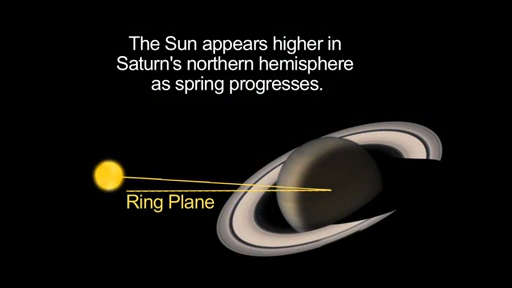 The Sun appears higher in
Saturn's northern hemisphere
as spring progresses.
Ring Plane